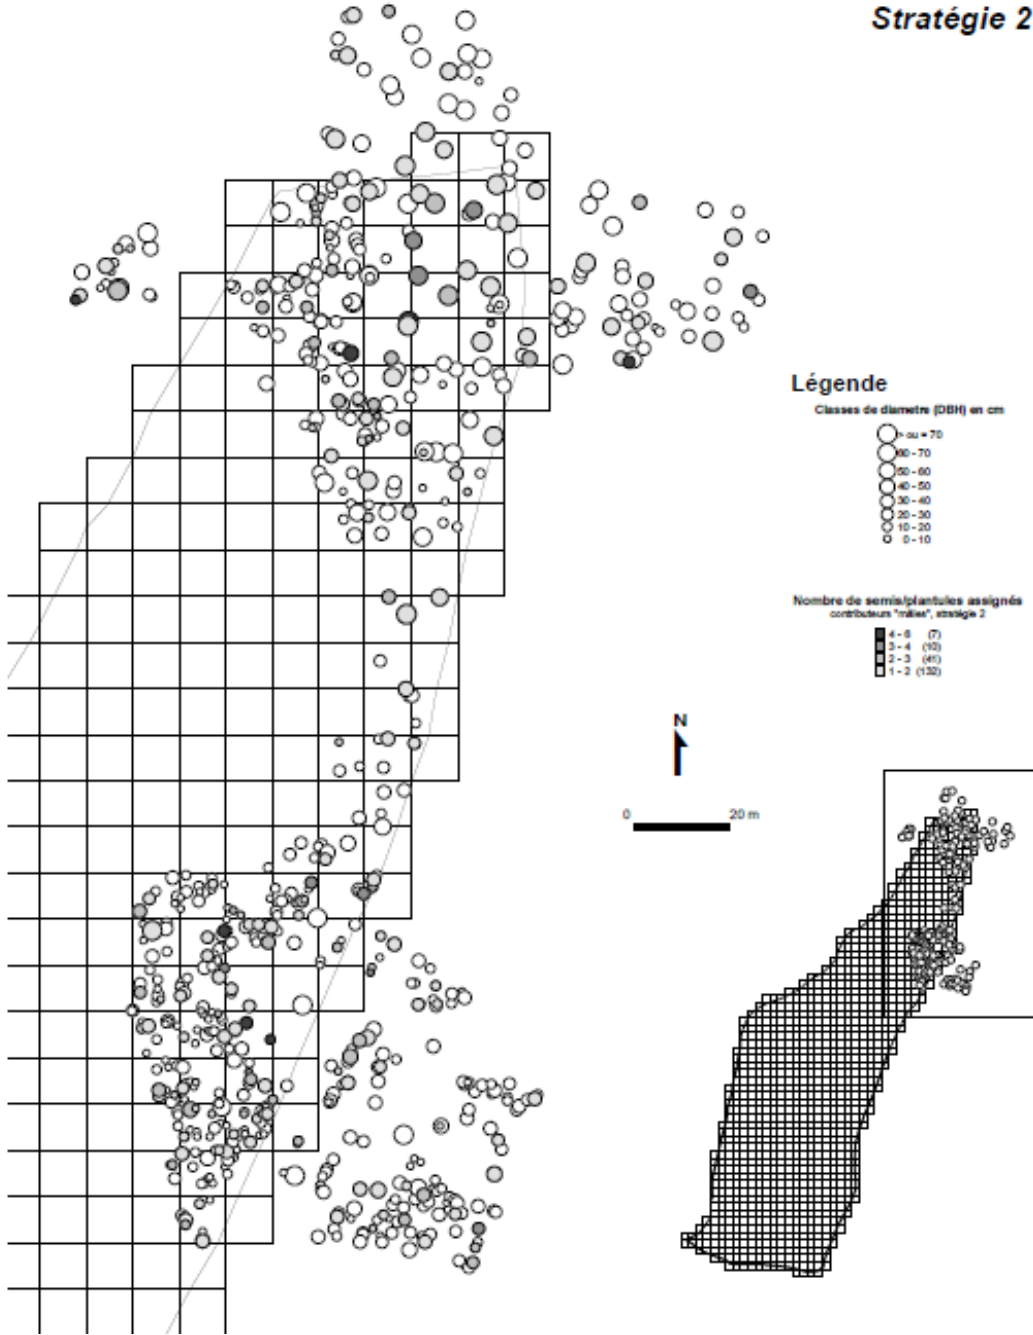 Stratégie 2
Légende
Classes de diametre (DBH) en cm
> ou = 70
60 - 70
50 - 60
40 - 50
30 - 40
20 - 30
10 - 20
0 - 10
Nombre de semis/plantules assignés
contributeurs "mâles", stratégie 2
4 - 6 (7)
3 - 4 (10)
2 - 3 (41)
1 - 2 (132)
N
0 20 m